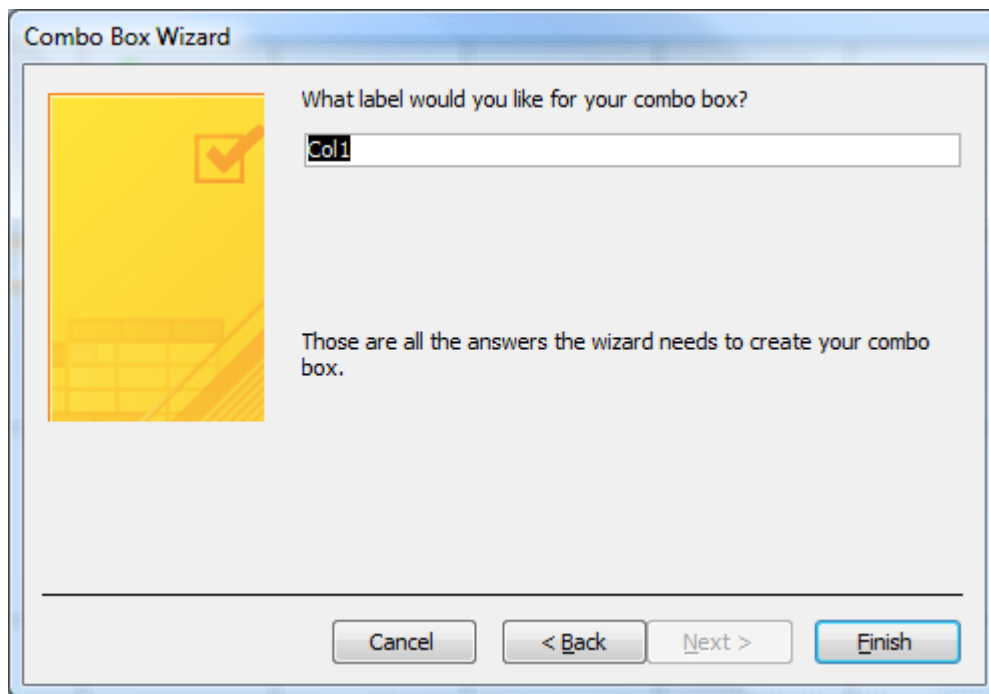 Combo Box Wizard
What label would you like for your combo box?
Col1
Those are all the answers the wizard needs to create your combo
box.
Cancel
< Back
Next >
Finish